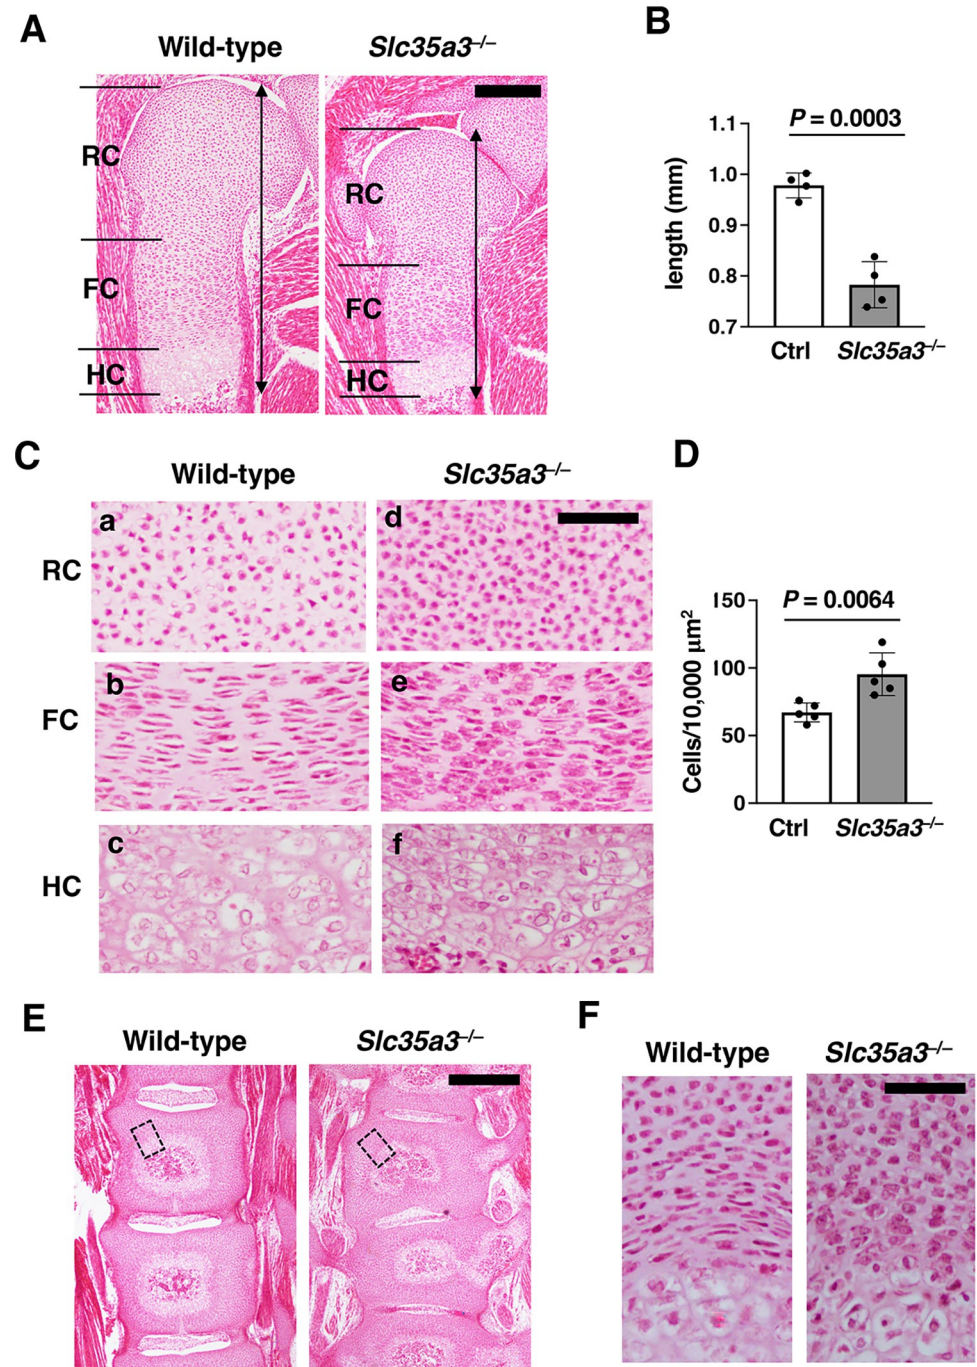 A
Wild-type
Slc35a3–/–
RC
FC
HC
RC
FC
HC
B
P = 0.0003
length (mm)
1.1
1.0
0.9
0.8
0.7
Ctrl
Slc35a3–/–
C
Wild-type
Slc35a3–/–
RC
a
d
FC
b
e
HC
c
f
D
P = 0.0064
Cells/10,000 µm²
150
100
50
0
Ctrl
Slc35a3–/–
E
Wild-type
Slc35a3–/–
F
Wild-type
Slc35a3–/–